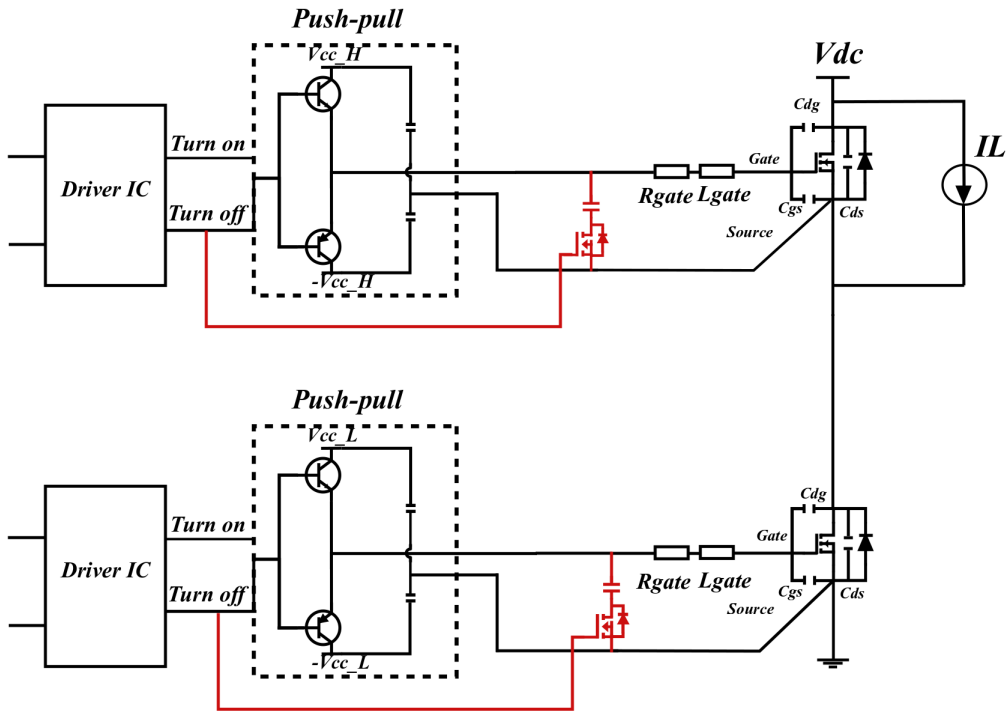 Push-pull
Vcc_H
Vdc
Cdg
Turn on
Driver IC
Gate
IL
Rgate Lgate
Turn off
Cgs
Cds
Source
-Vcc_H
Push-pull
Vcc_L
Cdg
Turn on
Gate
Driver IC
Rgate Lgate
Turn off
Cgs
Cds
Source
-Vcc_L